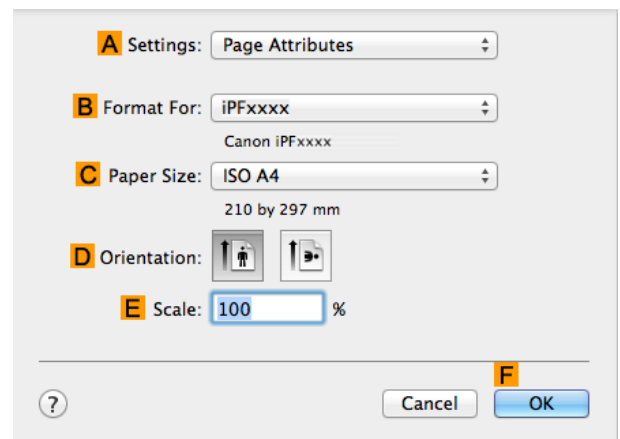 A Settings: Page Attributes
B Format For: iPFxxxx
Canon iPFxxxx
C Paper Size: ISO A4
210 by 297 mm
D Orientation:
E Scale: 100 %
F
? Cancel OK